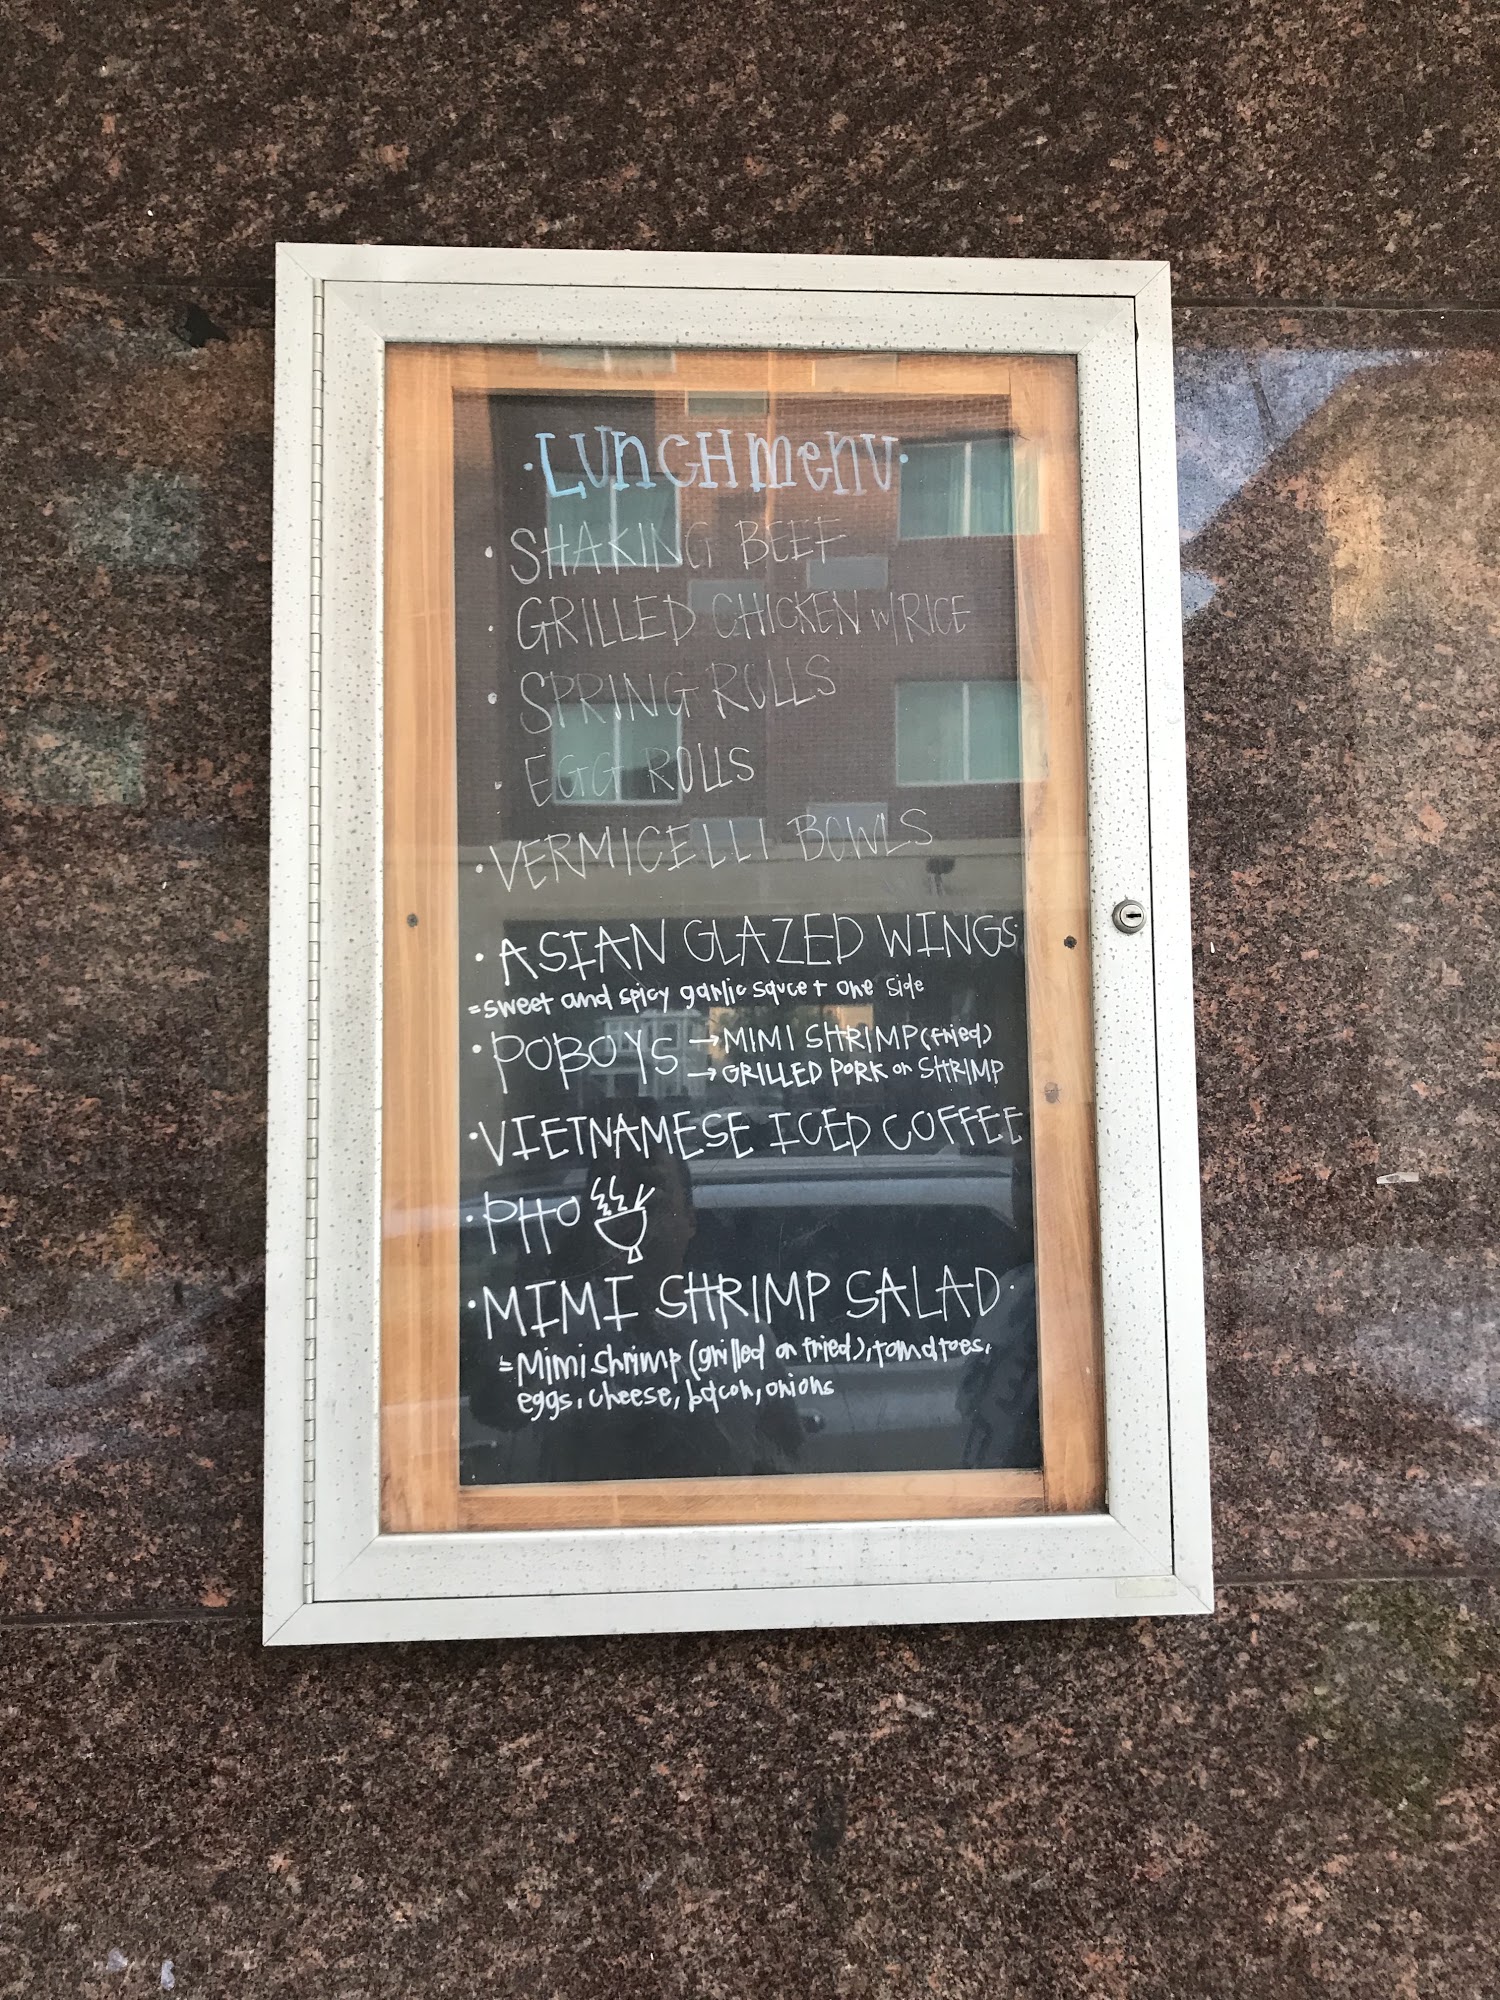 ·LUNCH MENU·
· SHAKING BEEF
· GRILLED CHICKEN W/RICE
· SPRING ROLLS
· EGG ROLLS
· VERMICELLI BOWLS
· ASIAN GLAZED WINGS
= sweet and spicy garlic sauce + one side
· POBOYS → MIMI SHRIMP (fried)
→ GRILLED PORK or SHRIMP
· VIETNAMESE ICED COFFEE
· PHO
· MIMI SHRIMP SALAD ·
= Mimi shrimp (grilled or fried), tomatoes,
eggs, cheese, bacon, onions